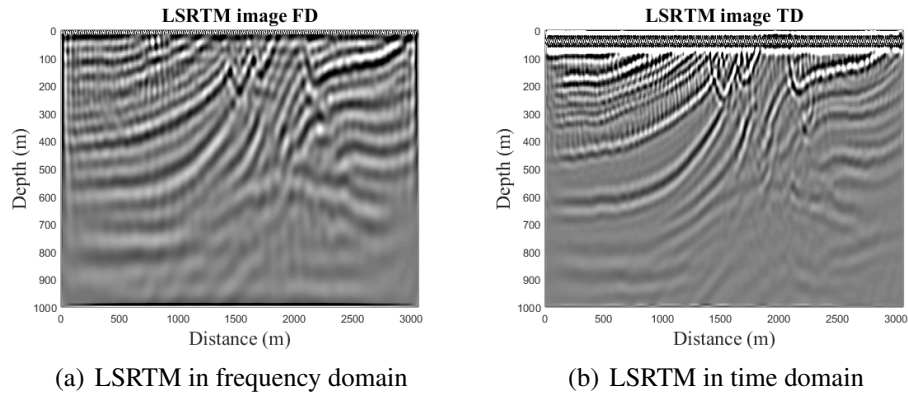 LSRTM image FD
0
100
200
300
400
500
600
700
800
900
1000
Depth (m)
0 500 1000 1500 2000 2500 3000
Distance (m)
(a) LSRTM in frequency domain
LSRTM image TD
0
100
200
300
400
500
600
700
800
900
1000
Depth (m)
0 500 1000 1500 2000 2500 3000
Distance (m)
(b) LSRTM in time domain